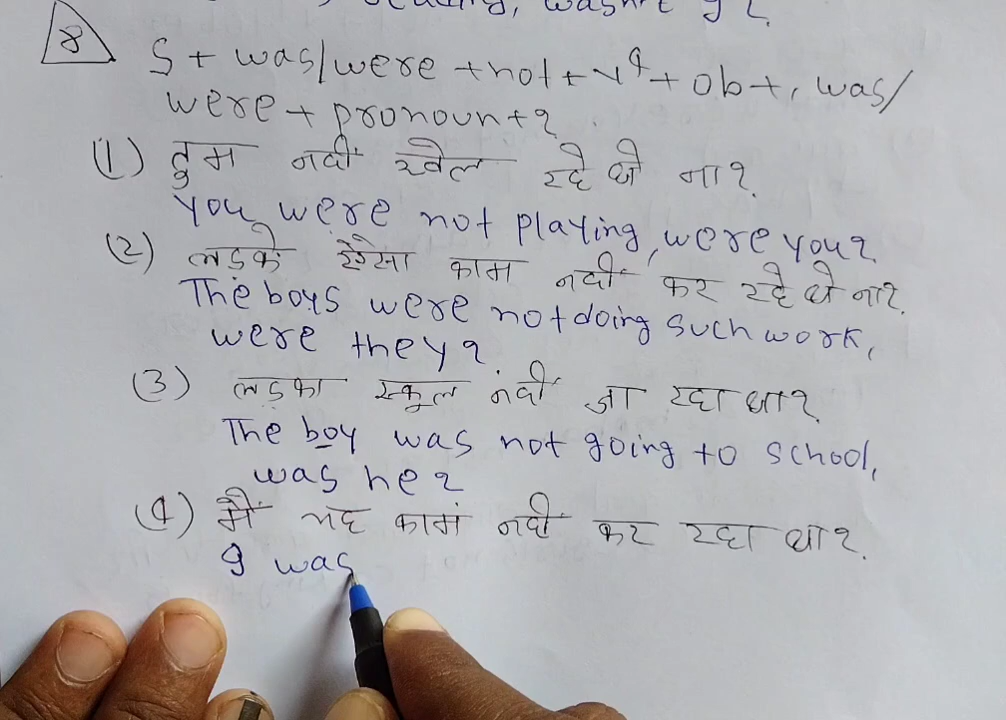 reading, wasn't I?
8 S + was/were + not + V⁴ + ob +, was/
were + pronoun + ?
(1) तुम नहीं खेल रहे थे ना?
You were not playing, were you?
(2) लड़के ऐसा काम नहीं कर रहे थे ना?
The boys were not doing such work,
were they?
(3) लड़का स्कूल नहीं जा रहा था?
The boy was not going to school,
was he?
(4) मैं यह काम नहीं कर रहा था?
I was